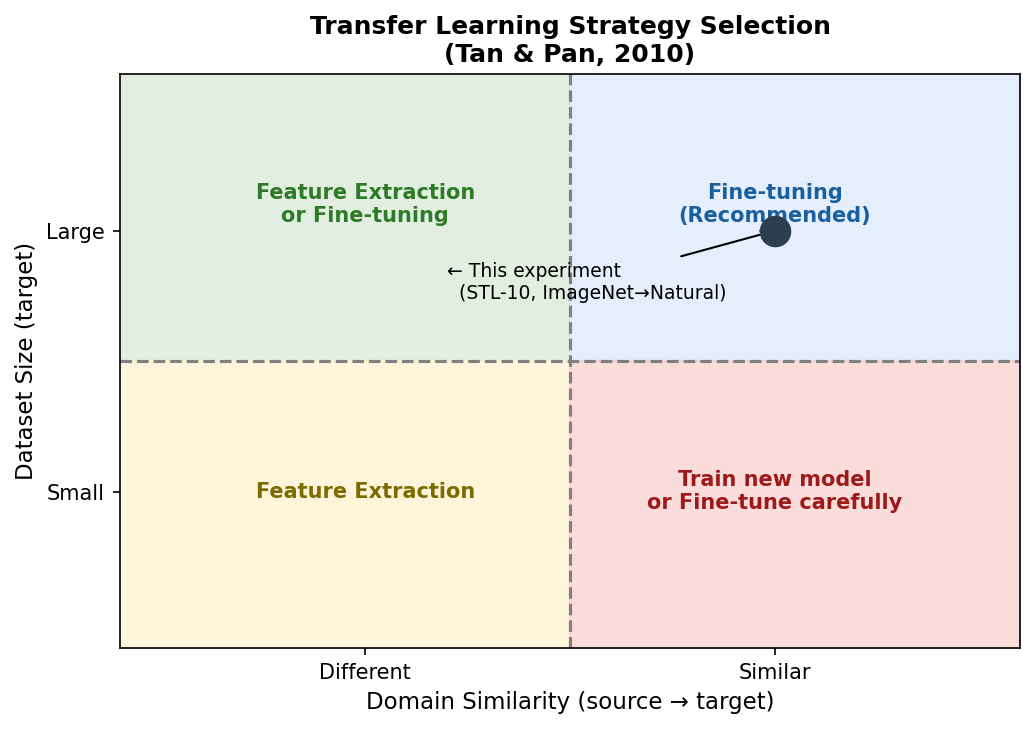 Transfer Learning Strategy Selection
(Tan & Pan, 2010)
Dataset Size (target)
Large
Small
Feature Extraction
or Fine-tuning
Fine-tuning
(Recommended)
← This experiment
(STL-10, ImageNet→Natural)
Feature Extraction
Train new model
or Fine-tune carefully
Different
Similar
Domain Similarity (source → target)